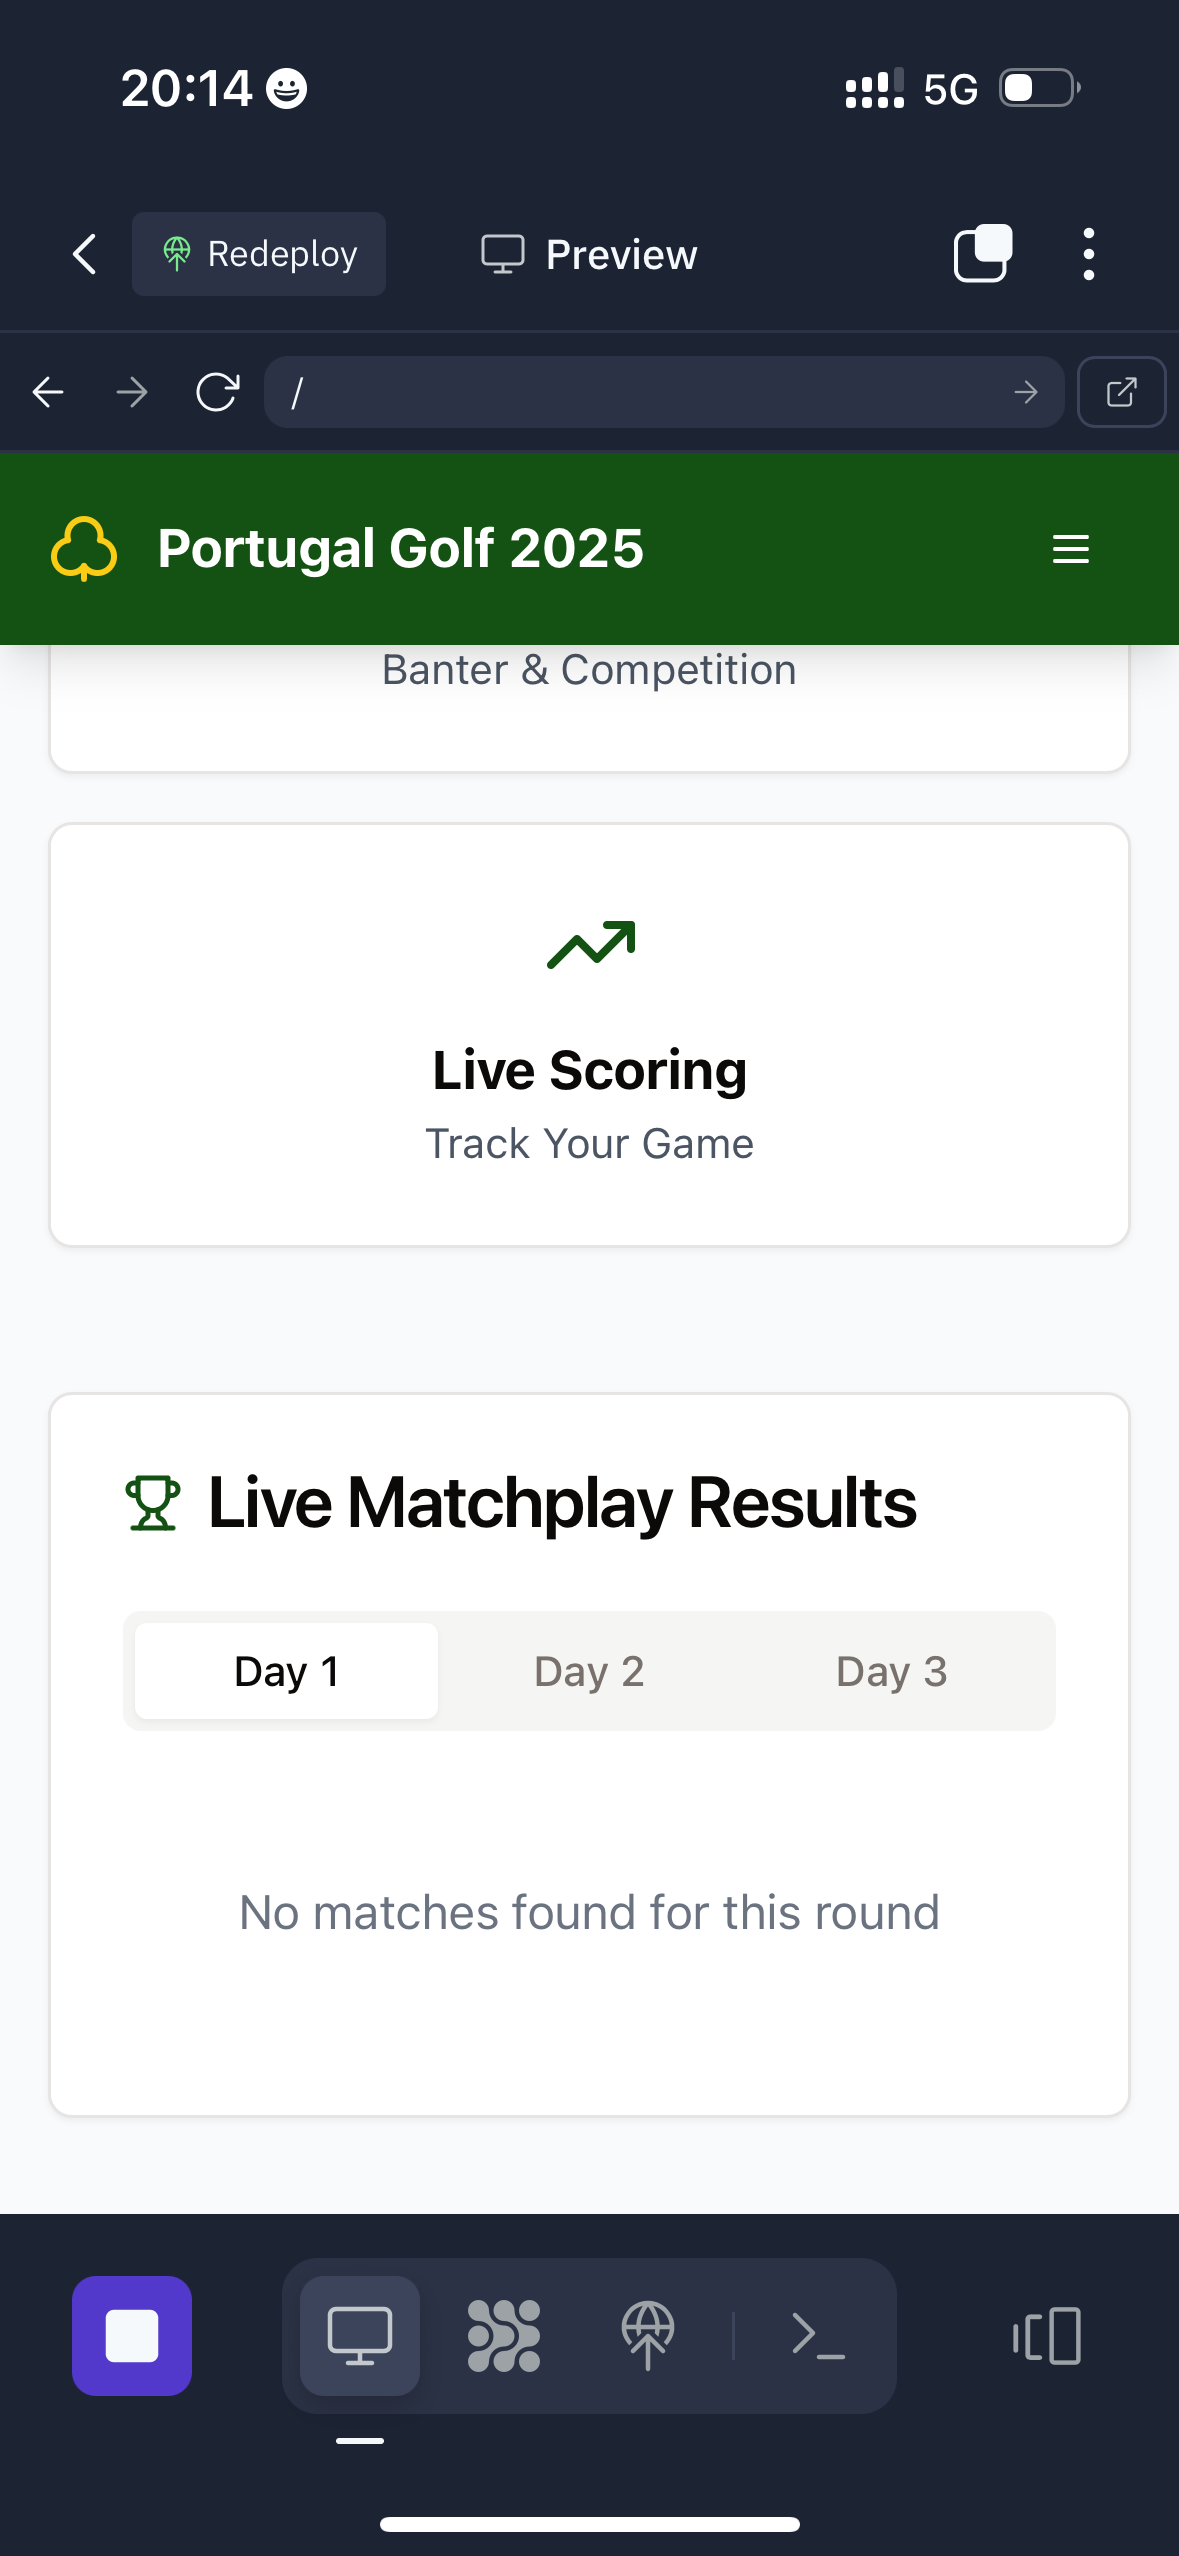 20:14
5G
Redeploy
Preview
/
Portugal Golf 2025
Banter & Competition
Live Scoring
Track Your Game
Live Matchplay Results
Day 1
Day 2
Day 3
No matches found for this round